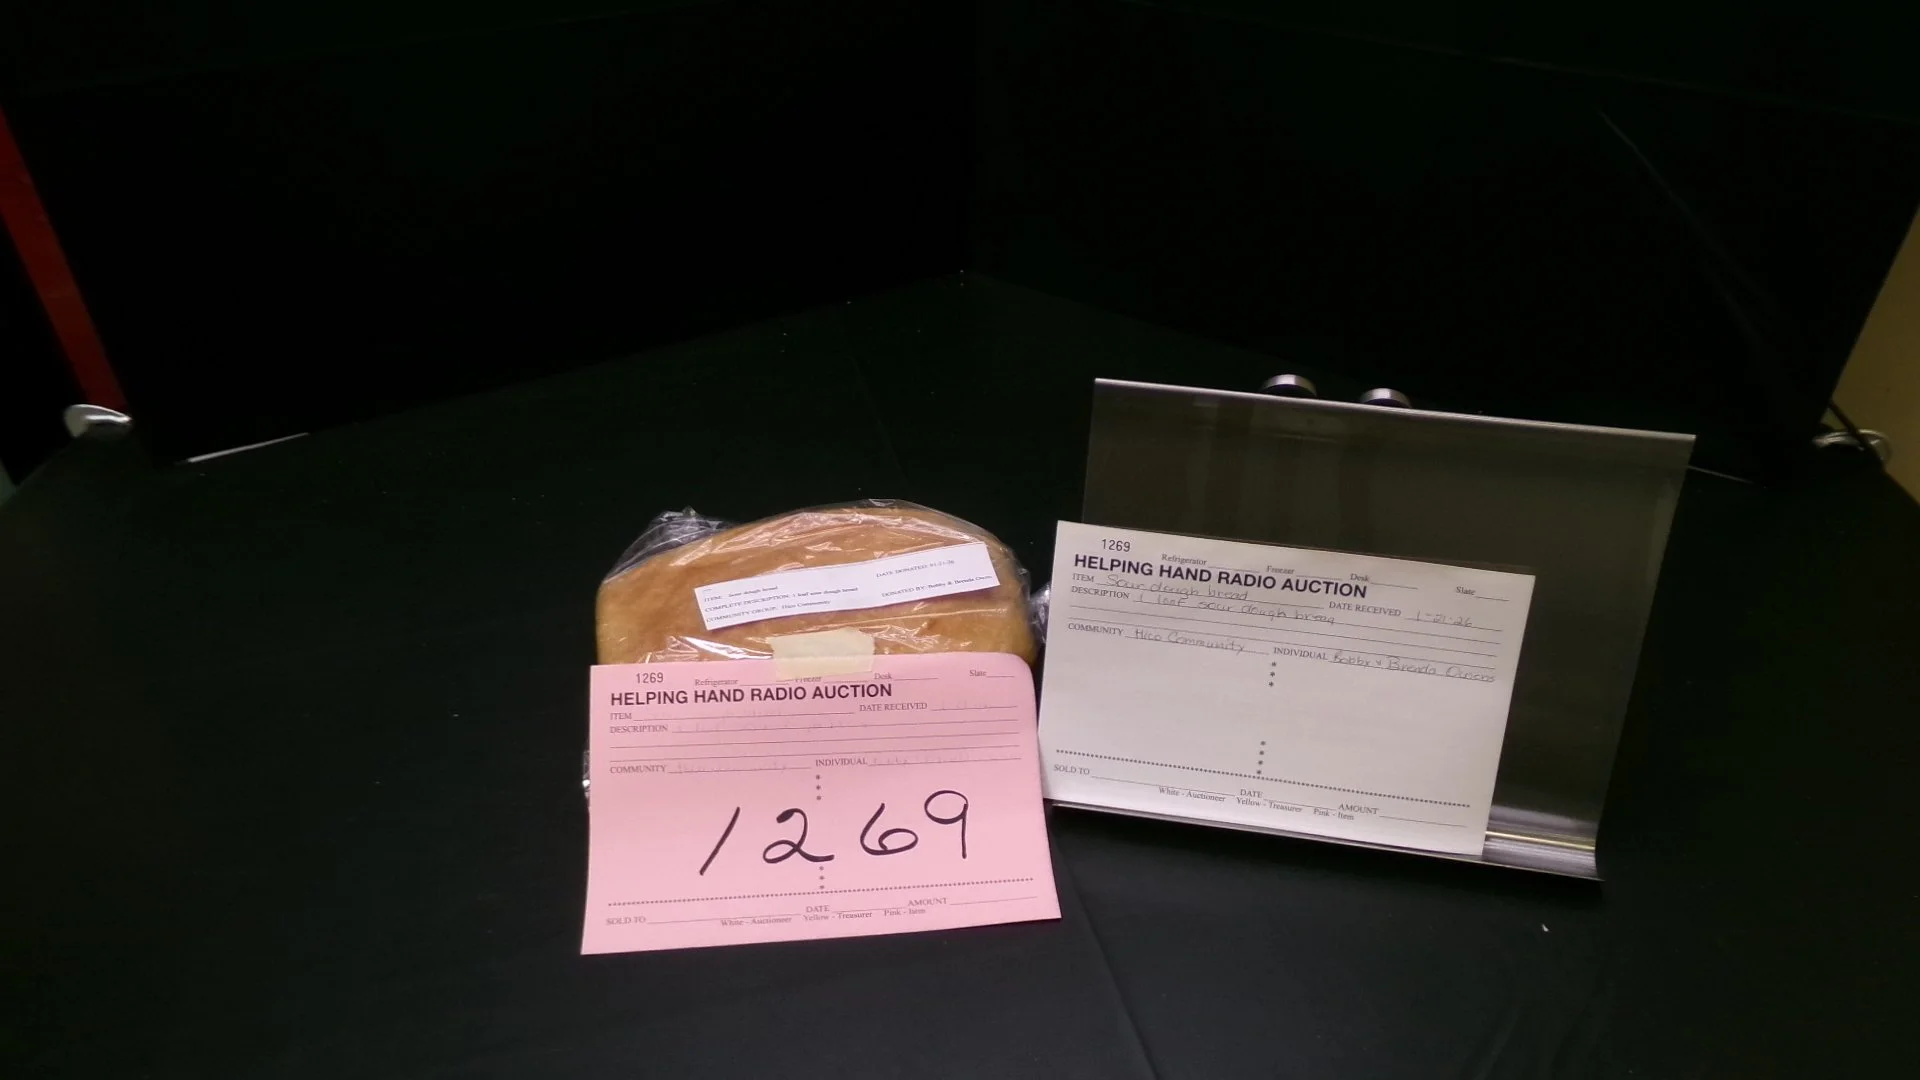 DATE DONATED: 01-21-26
ITEM: Sour dough bread
COMPLETE DESCRIPTION: 1 loaf sour dough bread
COMMUNITY GROUP: Hico Community DONATED BY: Bobby & Brenda Owens
1269 Refrigerator Freezer Desk Slate
HELPING HAND RADIO AUCTION
ITEM DATE RECEIVED
DESCRIPTION
COMMUNITY INDIVIDUAL
1269
SOLD TO DATE AMOUNT
White - Auctioneer Yellow - Treasurer Pink - Item
1269 Refrigerator Freezer Desk Slate
HELPING HAND RADIO AUCTION
ITEM Sour dough bread DATE RECEIVED 1-21-26
DESCRIPTION 1 loaf sour dough bread
COMMUNITY Hico Community INDIVIDUAL Bobby & Brenda Owens
SOLD TO DATE AMOUNT
White - Auctioneer Yellow - Treasurer Pink - Item